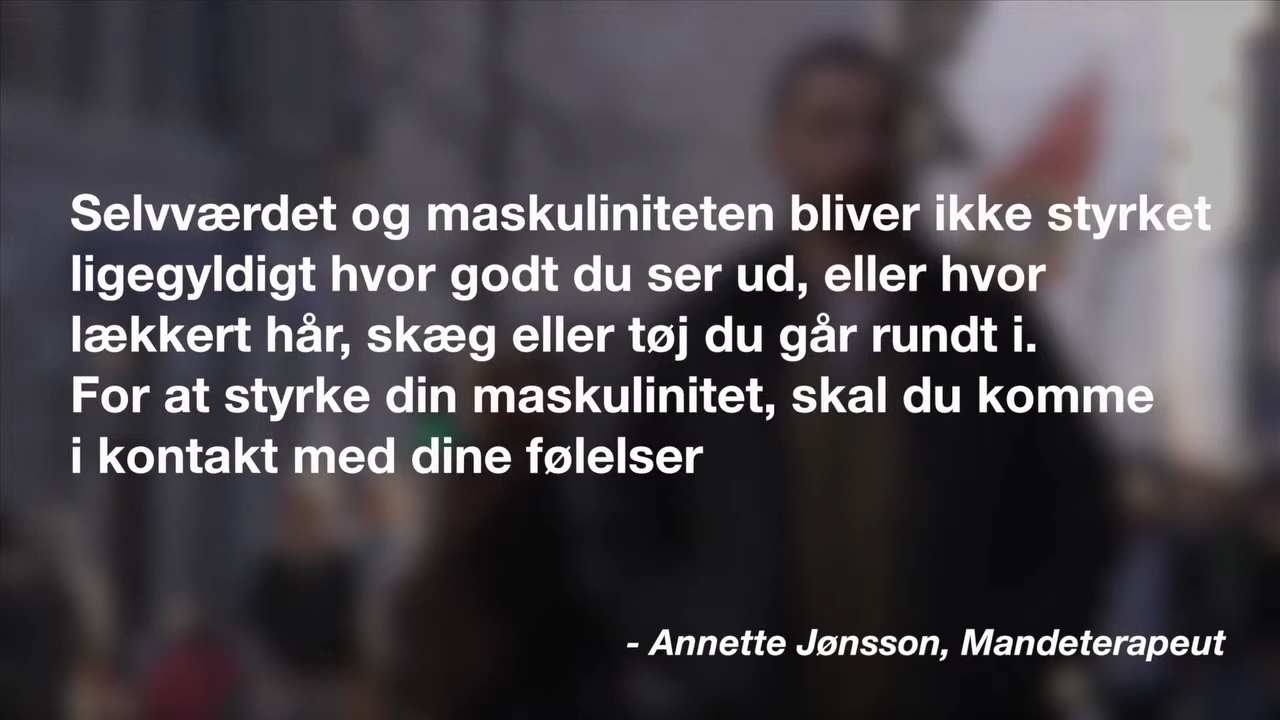 Selvværdet og maskuliniteten bliver ikke styrket
ligegyldigt hvor godt du ser ud, eller hvor
lækkert hår, skæg eller tøj du går rundt i.
For at styrke din maskulinitet, skal du komme
i kontakt med dine følelser
- Annette Jønsson, Mandeterapeut